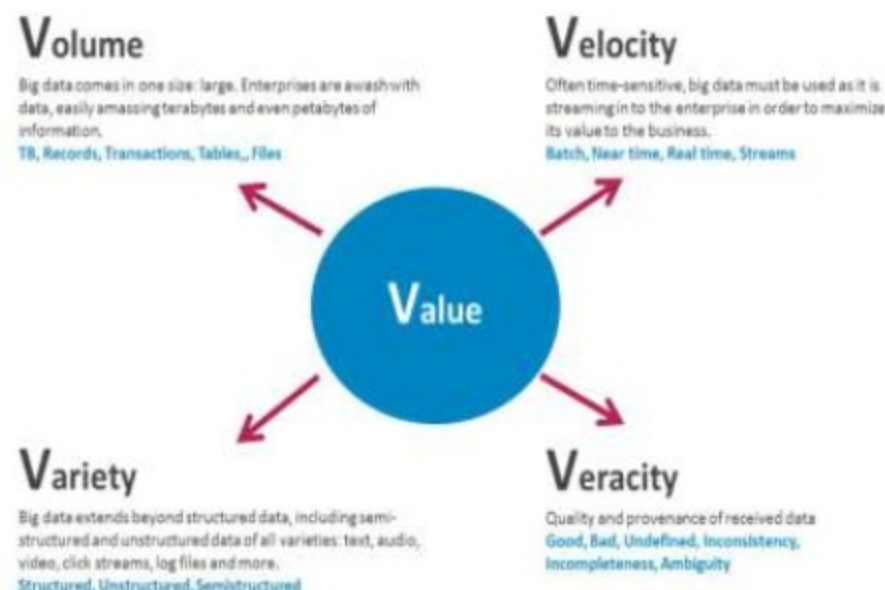 Volume
Big data comes in one size: large. Enterprises are awash with
data, easily amassing terabytes and even petabytes of
information.
TB, Records, Transactions, Tables,, Files
Velocity
Often time-sensitive, big data must be used as it is
streaming in to the enterprise in order to maximize
its value to the business.
Batch, Near time, Real time, Streams
Value
Variety
Big data extends beyond structured data, including semi-
structured and unstructured data of all varieties: text, audio,
video, click streams, log files and more.
Structured, Unstructured, Semistructured
Veracity
Quality and provenance of received data
Good, Bad, Undefined, Inconsistency,
Incompleteness, Ambiguity